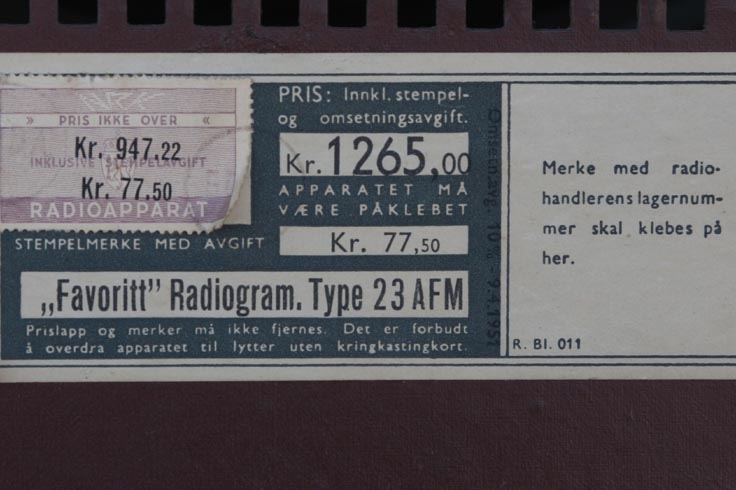 » PRIS IKKE OVER «
Kr. 947.22
INKLUSIVE STEMPELAVGIFT
Kr. 77.50
RADIOAPPARAT
STEMPELMERKE MED AVGIFT
PRIS: Innkl. stempel-
og omsetningsavgift.
Kr. 1265,00
APPARATET MÅ
VÆRE PÅKLEBET
Kr. 77,50
„Favoritt" Radiogram. Type 23 AFM
Prislapp og merker må ikke fjernes. Det er forbudt
å overdra apparatet til lytter uten kringkastingkort.
Omsetn.avg. 10% -
Merke med radio-
handlerens lagernum-
mer skal klebes på
her.
R. Bl. 011